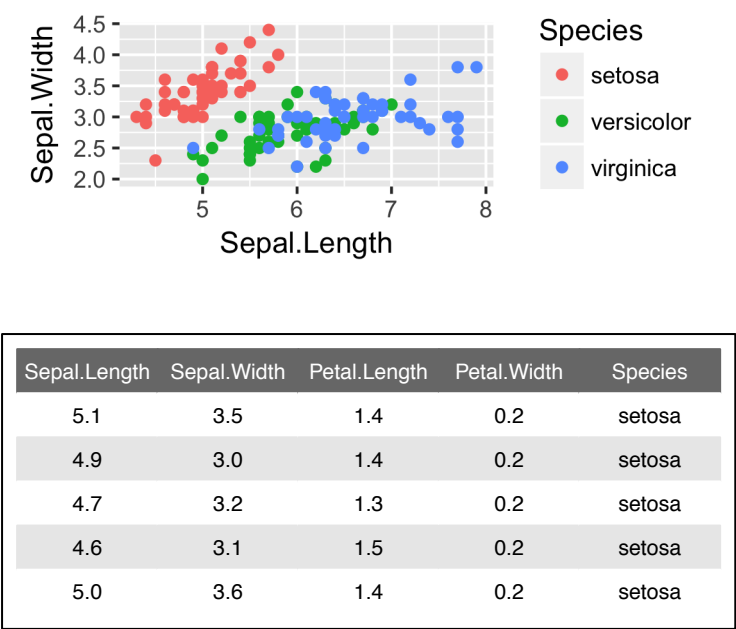 Sepal.Width
4.5
4.0
3.5
3.0
2.5
2.0
5 6 7 8
Sepal.Length
Species
setosa
versicolor
virginica
Sepal.Length Sepal.Width Petal.Length Petal.Width Species
5.1 3.5 1.4 0.2 setosa
4.9 3.0 1.4 0.2 setosa
4.7 3.2 1.3 0.2 setosa
4.6 3.1 1.5 0.2 setosa
5.0 3.6 1.4 0.2 setosa